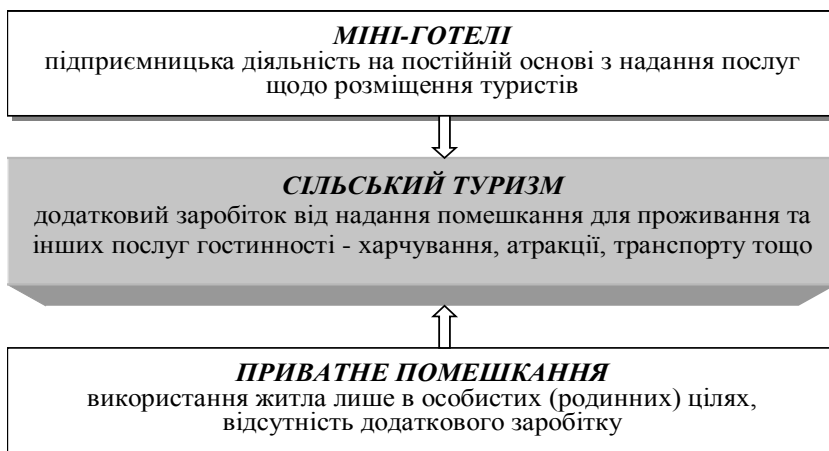 МІНІ-ГОТЕЛІ
підприємницька діяльність на постійній основі з надання послуг
щодо розміщення туристів
СІЛЬСЬКИЙ ТУРИЗМ
додатковий заробіток від надання помешкання для проживання та
інших послуг гостинності - харчування, атракції, транспорту тощо
ПРИВАТНЕ ПОМЕШКАННЯ
використання житла лише в особистих (родинних) цілях,
відсутність додаткового заробітку